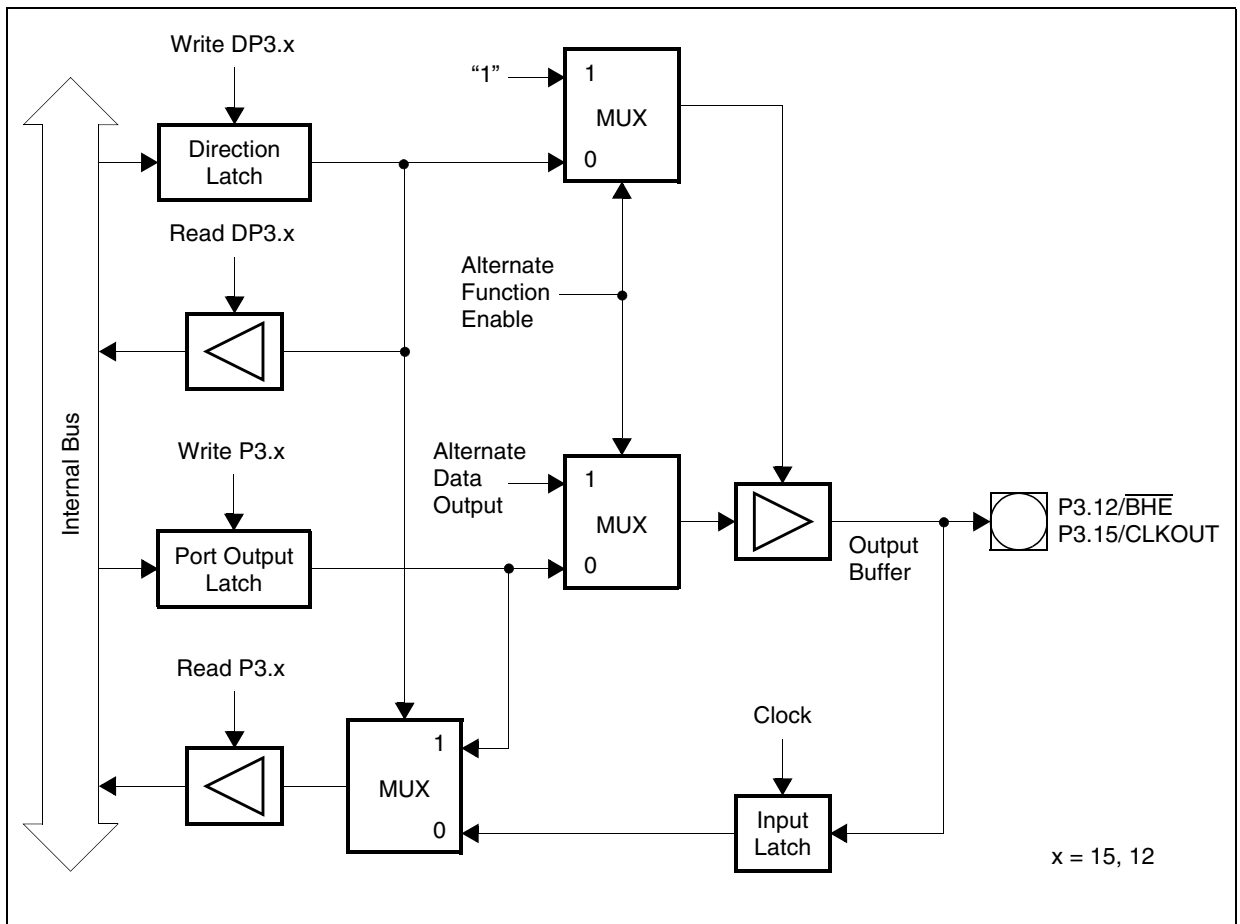 Write DP3.x
“1”
1
MUX
0
Direction
Latch
Read DP3.x
Alternate
Function
Enable
Internal Bus
Write P3.x
Alternate
Data
Output
1
MUX
0
Port Output
Latch
Output
Buffer
P3.12/B̅H̅E̅
P3.15/CLKOUT
Read P3.x
1
MUX
0
Clock
Input
Latch
x = 15, 12